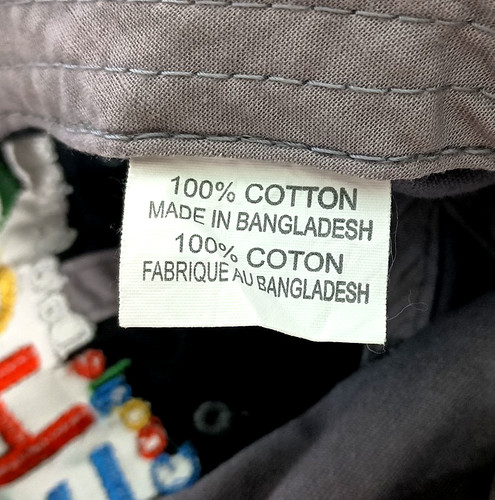 100% COTTON
MADE IN BANGLADESH
100% COTON
FABRIQUE AU BANGLADESH